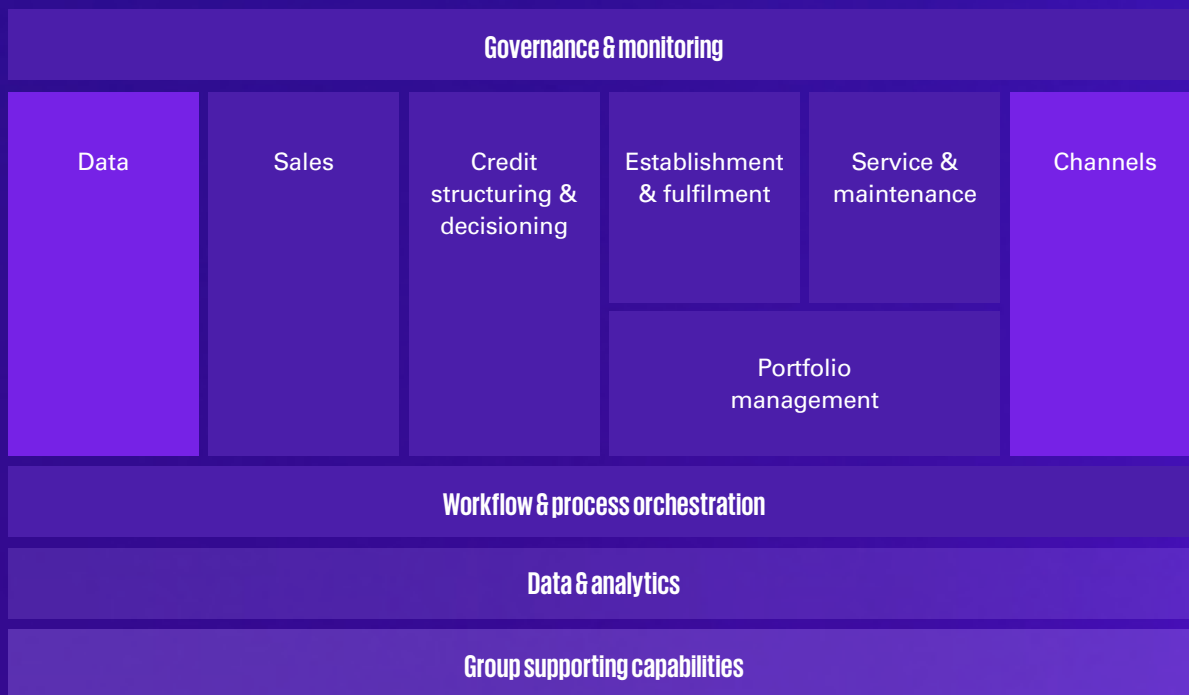 Governance & monitoring
Data
Sales
Credit
structuring &
decisioning
Establishment
& fulfilment
Service &
maintenance
Channels
Portfolio
management
Workflow & process orchestration
Data & analytics
Group supporting capabilities